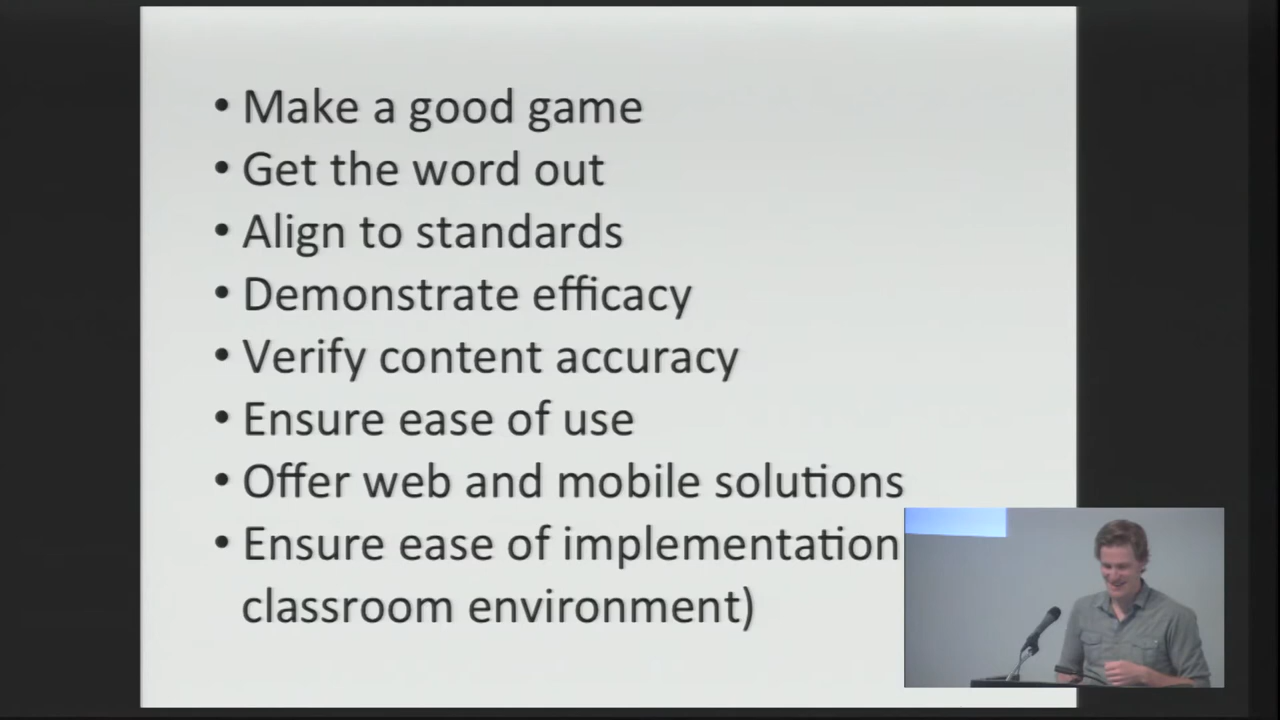 • Make a good game
• Get the word out
• Align to standards
• Demonstrate efficacy
• Verify content accuracy
• Ensure ease of use
• Offer web and mobile solutions
• Ensure ease of implementation
classroom environment)